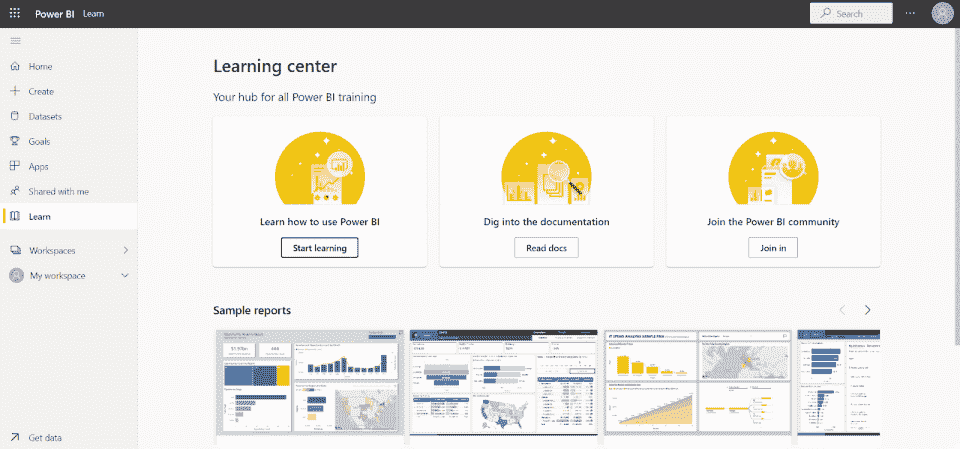 Power BI Learn Search
Home
Create
Datasets
Goals
Apps
Shared with me
Learn
Workspaces
My workspace
Get data
Learning center
Your hub for all Power BI training
Learn how to use Power BI
Start learning
Dig into the documentation
Read docs
Join the Power BI community
Join in
Sample reports